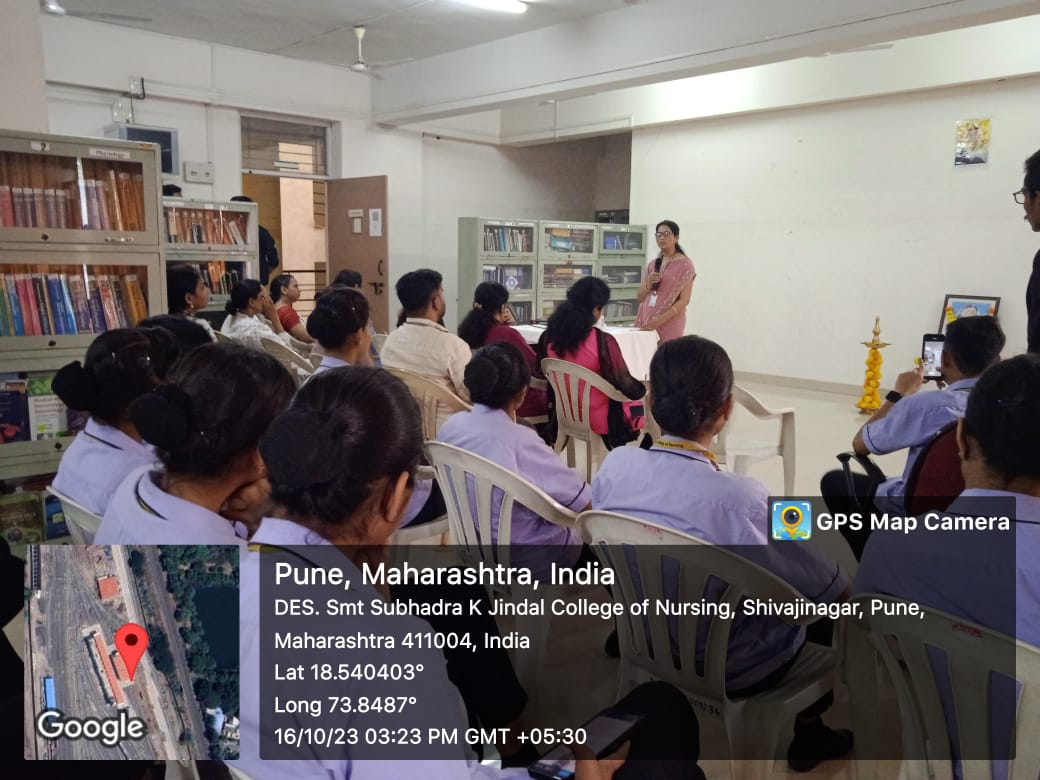 Physiology
GPS Map Camera
Pune, Maharashtra, India
DES. Smt Subhadra K Jindal College of Nursing, Shivajinagar, Pune,
Maharashtra 411004, India
Lat 18.540403°
Long 73.8487°
16/10/23 03:23 PM GMT +05:30
Google